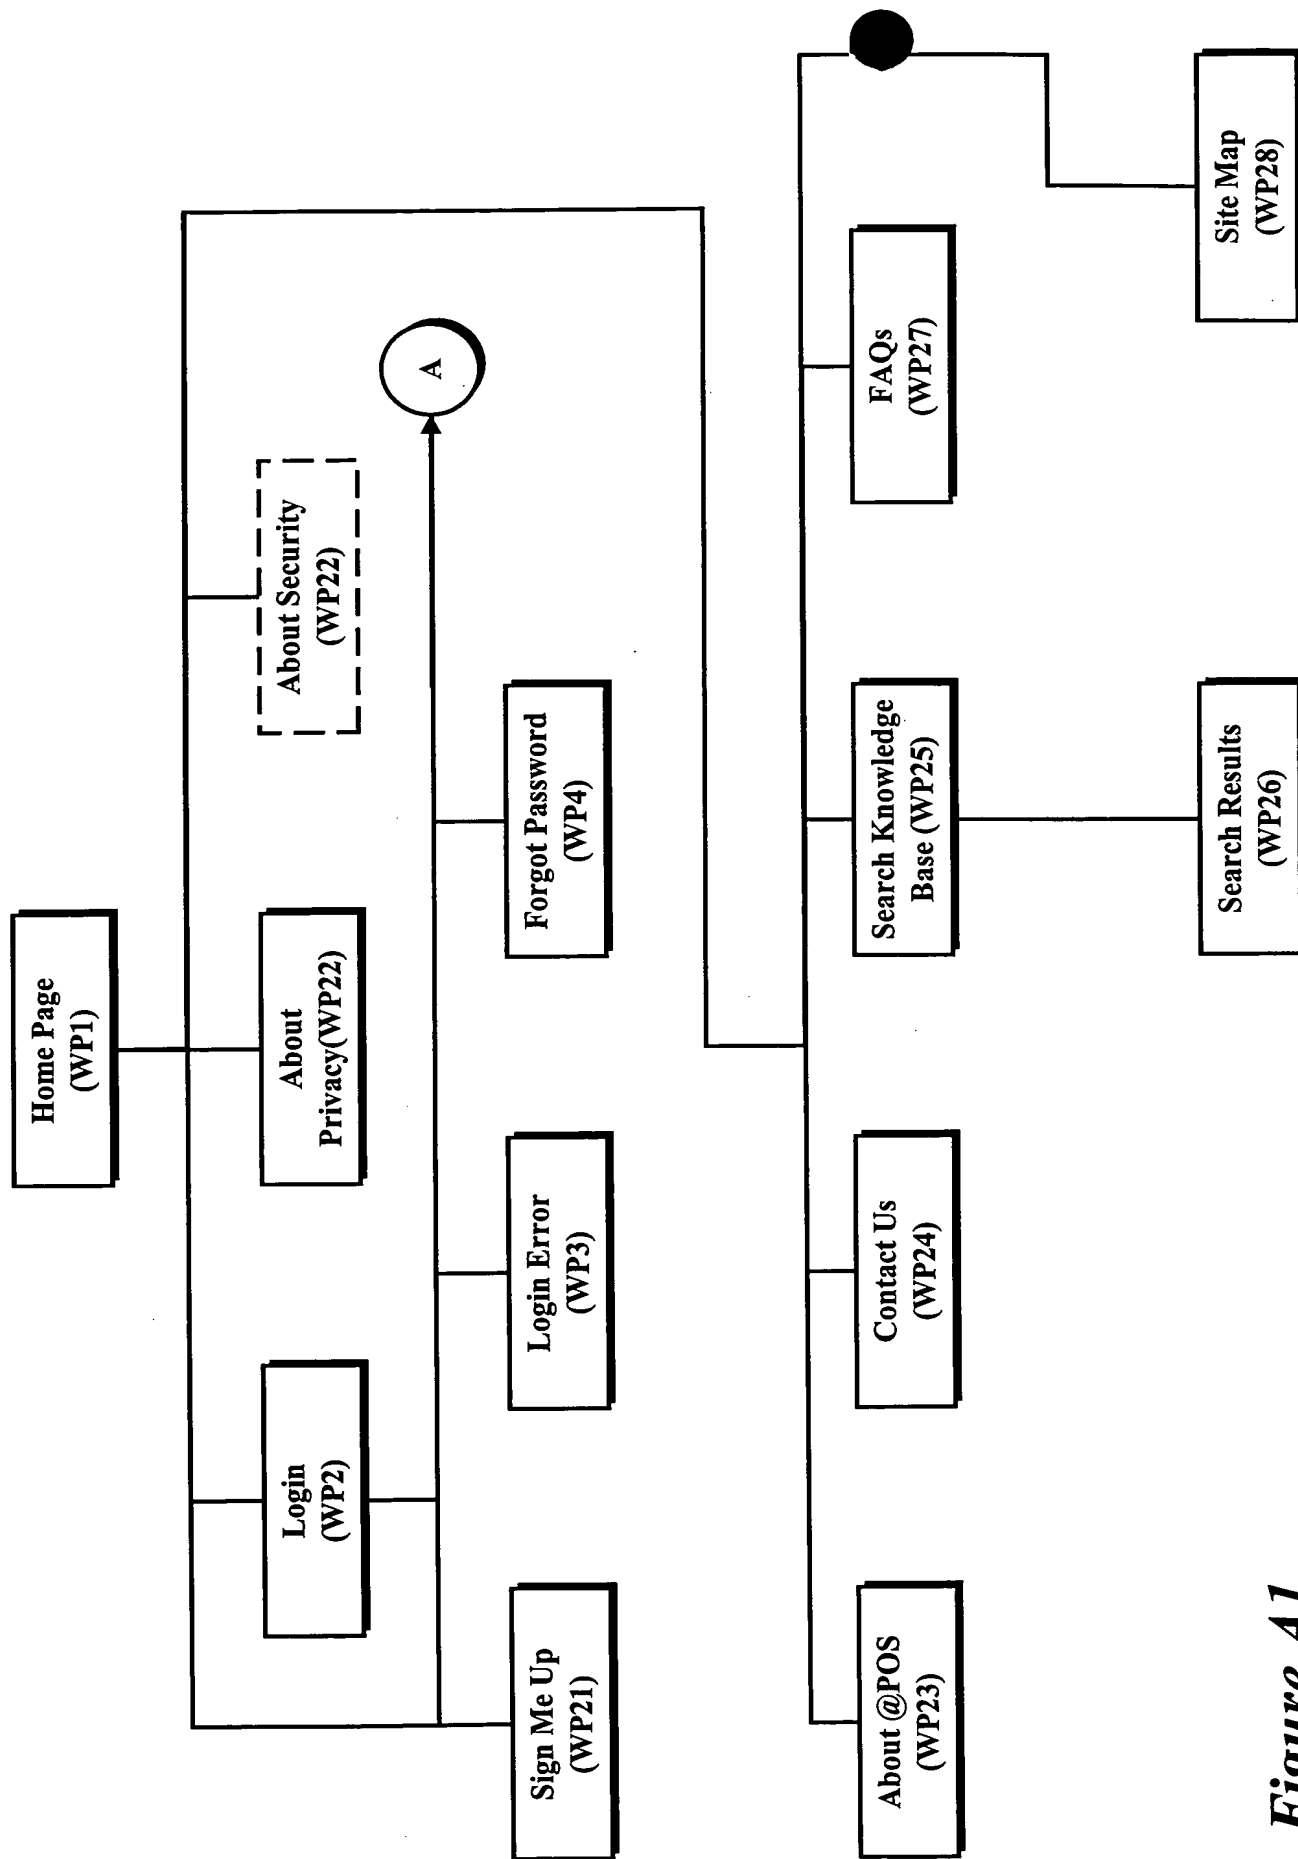 Home Page
(WP1)
Login
(WP2)
About
Privacy(WP22)
About Security
(WP22)
A
Sign Me Up
(WP21)
Login Error
(WP3)
Forgot Password
(WP4)
About @POS
(WP23)
Contact Us
(WP24)
Search Knowledge
Base (WP25)
FAQs
(WP27)
Search Results
(WP26)
Site Map
(WP28)
Figure A1